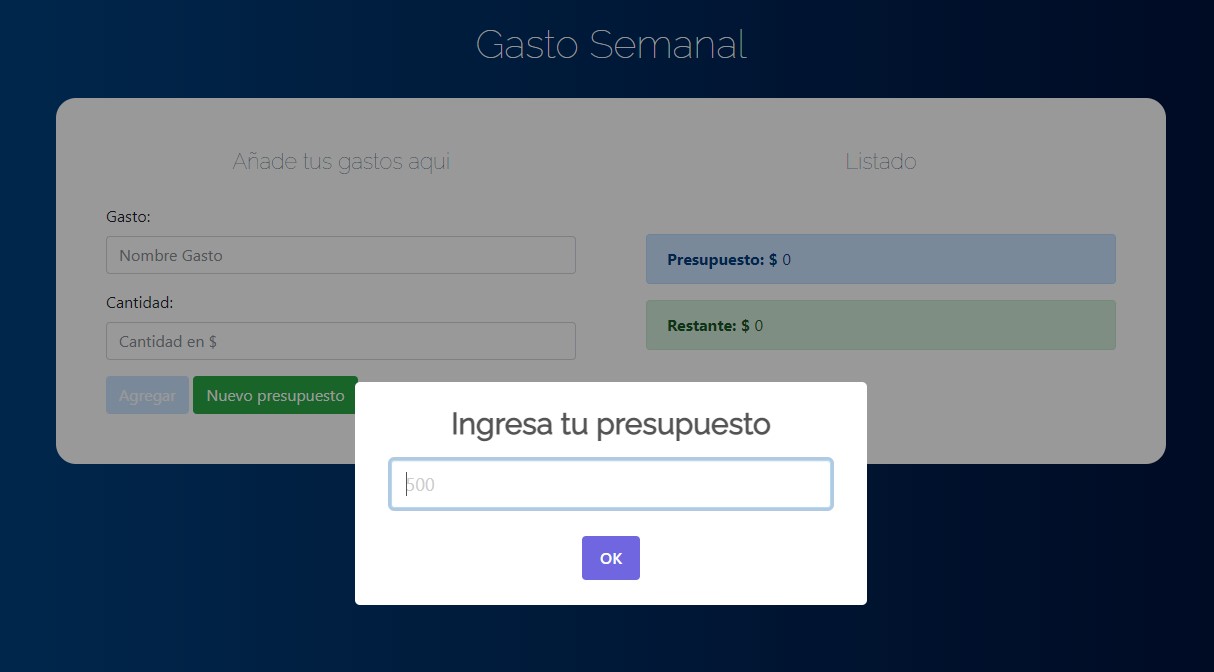 Gasto Semanal
Añade tus gastos aqui
Gasto:
Nombre Gasto
Cantidad:
Cantidad en $
Agregar
Nuevo presupuesto
Listado
Presupuesto: $ 0
Restante: $ 0
Ingresa tu presupuesto
500
OK